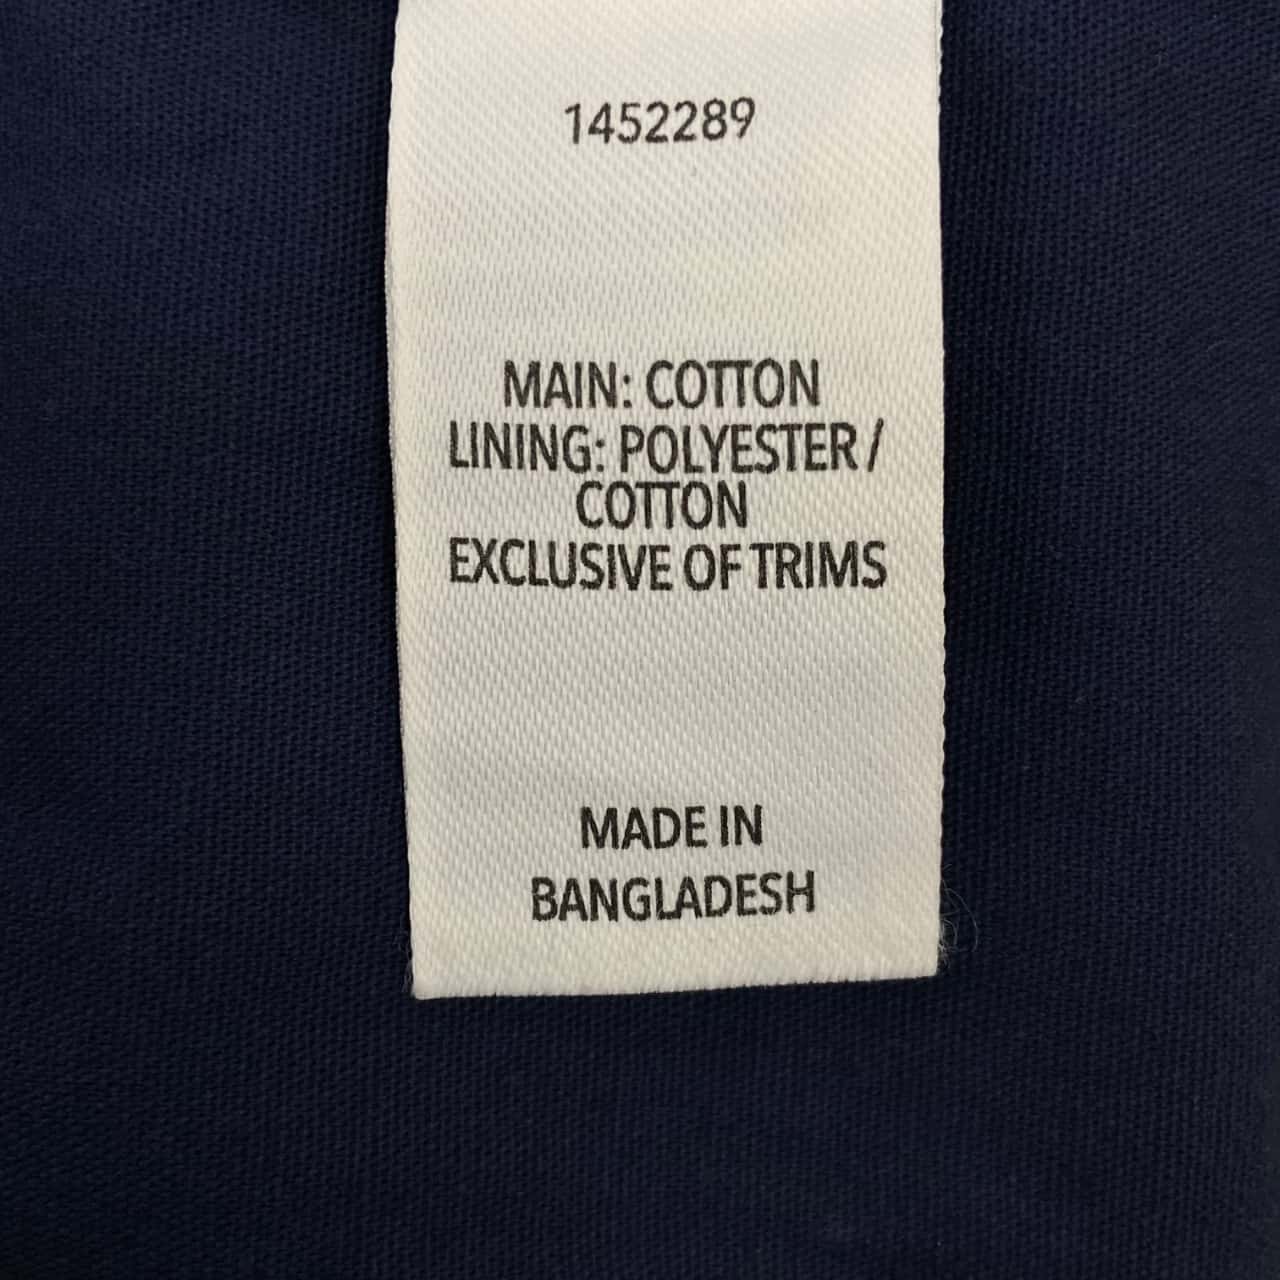 1452289
MAIN: COTTON
LINING: POLYESTER /
COTTON
EXCLUSIVE OF TRIMS
MADE IN
BANGLADESH